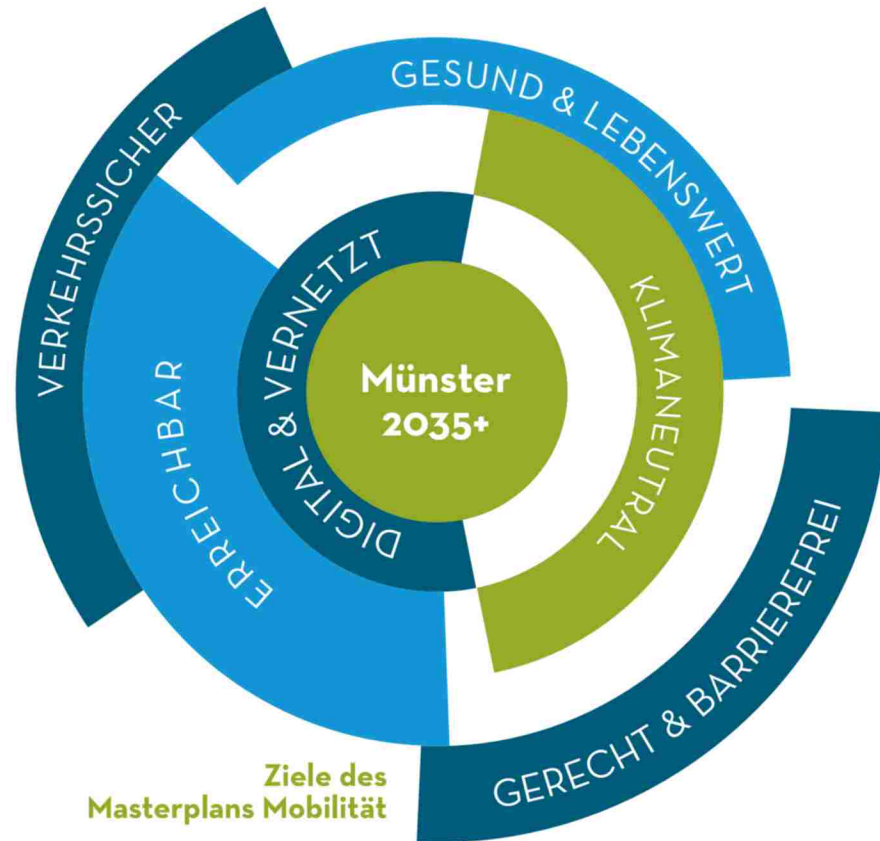 GESUND & LEBENSWERT
VERKEHRSSICHER
DIGITAL & VERNETZT
KLIMANEUTRAL
ERREICHBAR
Münster
2035+
GERECHT & BARRIEREFREI
Ziele des
Masterplans Mobilität